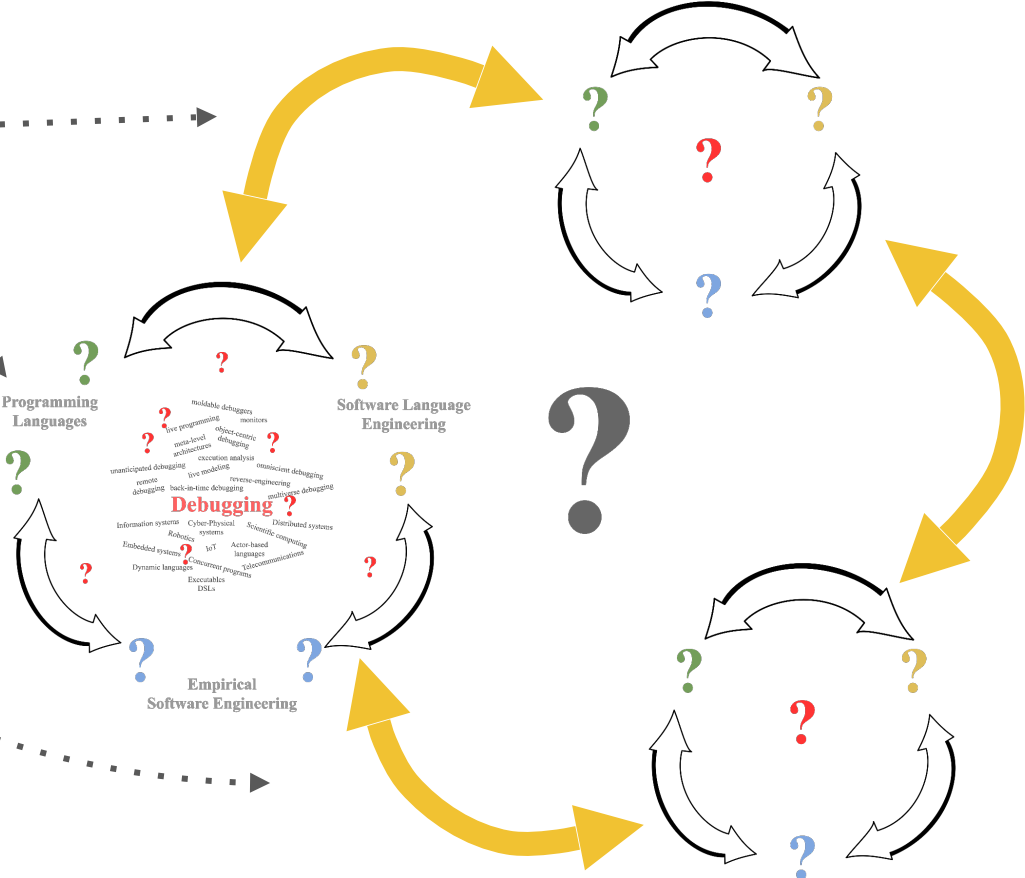 ?
? ?
?
?
? ?
?
Programming
Languages
Software Language
Engineering
moldable debuggers
?
live programming
monitors
?
meta-level
architectures
object-centric
debugging
?
execution analysis
unanticipated debugging
live modeling
omniscient debugging
remote
debugging
back-in-time debugging
reverse-engineering
multiverse debugging
? ?
Debugging ?
Information systems
Cyber-Physical
systems
Scientific computing
Distributed systems
Robotics
Embedded systems
?
IoT
Actor-based
languages
Dynamic languages
Concurrent programs
Telecommunications
Executables
DSLs
? ?
? ?
Empirical
Software Engineering
?
? ?
?
?